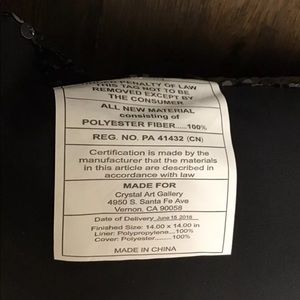 UNDER PENALTY OF LAW
THIS TAG NOT TO BE
REMOVED EXCEPT BY
THE CONSUMER
ALL NEW MATERIAL
consisting of
POLYESTER FIBER.....100%
REG. NO. PA 41432 (CN)
Certification is made by the
manufacturer that the materials
in this article are described in
accordance with law
MADE FOR
Crystal Art Gallery
4950 S. Santa Fe Ave
Vernon, CA 90058
Date of Delivery June 15 2018
Finished Size: 14.00 x 14.00 in
Liner: Polypropylene...100%
Cover: Polyester.........100%
MADE IN CHINA